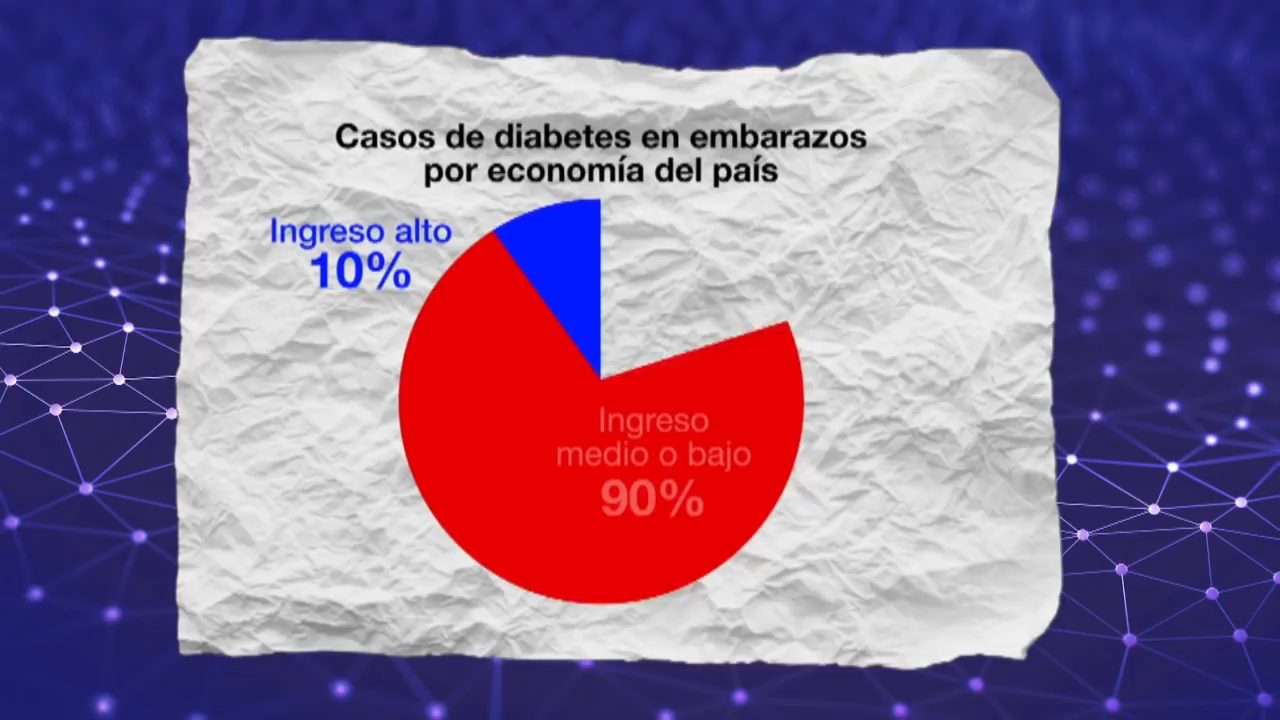 Casos de diabetes en embarazos
por economía del país
Ingreso alto
10%
Ingreso
medio o bajo
90%